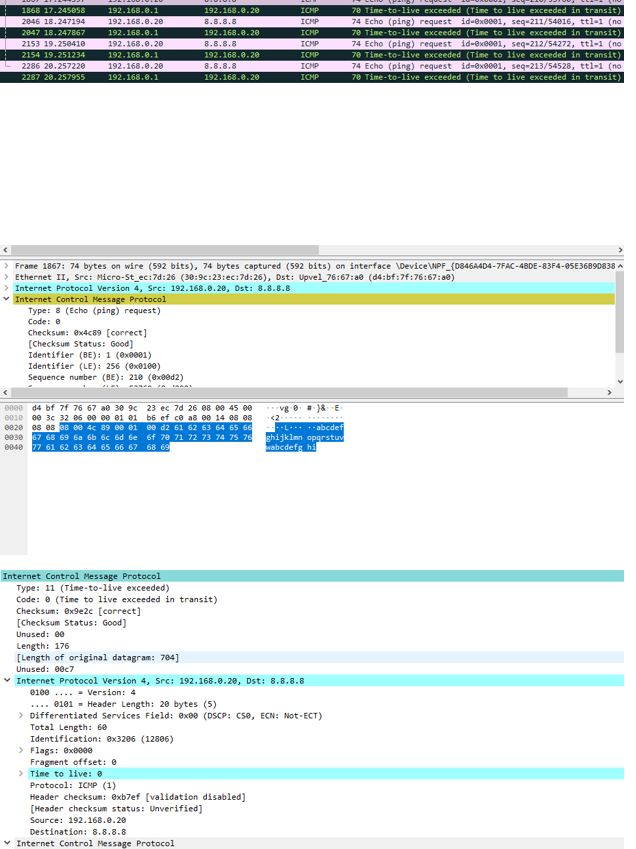 1868 17.245058 192.168.0.1 192.168.0.20 ICMP 70 Time-to-live exceeded (Time to live exceeded in transit)
2046 18.247194 192.168.0.20 8.8.8.8 ICMP 74 Echo (ping) request id=0x0001, seq=211/54016, ttl=1 (no
2047 18.247867 192.168.0.1 192.168.0.20 ICMP 70 Time-to-live exceeded (Time to live exceeded in transit)
2153 19.250410 192.168.0.20 8.8.8.8 ICMP 74 Echo (ping) request id=0x0001, seq=212/54272, ttl=1 (no
2154 19.251234 192.168.0.1 192.168.0.20 ICMP 70 Time-to-live exceeded (Time to live exceeded in transit)
2286 20.257220 192.168.0.20 8.8.8.8 ICMP 74 Echo (ping) request id=0x0001, seq=213/54528, ttl=1 (no
2287 20.257955 192.168.0.1 192.168.0.20 ICMP 70 Time-to-live exceeded (Time to live exceeded in transit)
Frame 1867: 74 bytes on wire (592 bits), 74 bytes captured (592 bits) on interface \Device\NPF_{D846A4D4-7FAC-4BDE-83F4-05E36B9D838
Ethernet II, Src: Micro-St_ec:7d:26 (30:9c:23:ec:7d:26), Dst: Upvel_76:67:a0 (d4:bf:7f:76:67:a0)
Internet Protocol Version 4, Src: 192.168.0.20, Dst: 8.8.8.8
Internet Control Message Protocol
Type: 8 (Echo (ping) request)
Code: 0
Checksum: 0x4c89 [correct]
[Checksum Status: Good]
Identifier (BE): 1 (0x0001)
Identifier (LE): 256 (0x0100)
Sequence number (BE): 210 (0x00d2)
0000 d4 bf 7f 76 67 a0 30 9c 23 ec 7d 26 08 00 45 00 ···vg·0· #·}&··E·
0010 00 3c 32 06 00 00 01 01 b6 ef c0 a8 00 14 08 08 ·<2····· ········
0020 08 08 08 00 4c 89 00 01 00 d2 61 62 63 64 65 66 ····L··· ··abcdef
0030 67 68 69 6a 6b 6c 6d 6e 6f 70 71 72 73 74 75 76 ghijklmn opqrstuv
0040 77 61 62 63 64 65 66 67 68 69 wabcdefg hi
Internet Control Message Protocol
Type: 11 (Time-to-live exceeded)
Code: 0 (Time to live exceeded in transit)
Checksum: 0x9e2c [correct]
[Checksum Status: Good]
Unused: 00
Length: 176
[Length of original datagram: 704]
Unused: 00c7
Internet Protocol Version 4, Src: 192.168.0.20, Dst: 8.8.8.8
0100 .... = Version: 4
.... 0101 = Header Length: 20 bytes (5)
Differentiated Services Field: 0x00 (DSCP: CS0, ECN: Not-ECT)
Total Length: 60
Identification: 0x3206 (12806)
Flags: 0x0000
Fragment offset: 0
Time to live: 0
Protocol: ICMP (1)
Header checksum: 0xb7ef [validation disabled]
[Header checksum status: Unverified]
Source: 192.168.0.20
Destination: 8.8.8.8
Internet Control Message Protocol